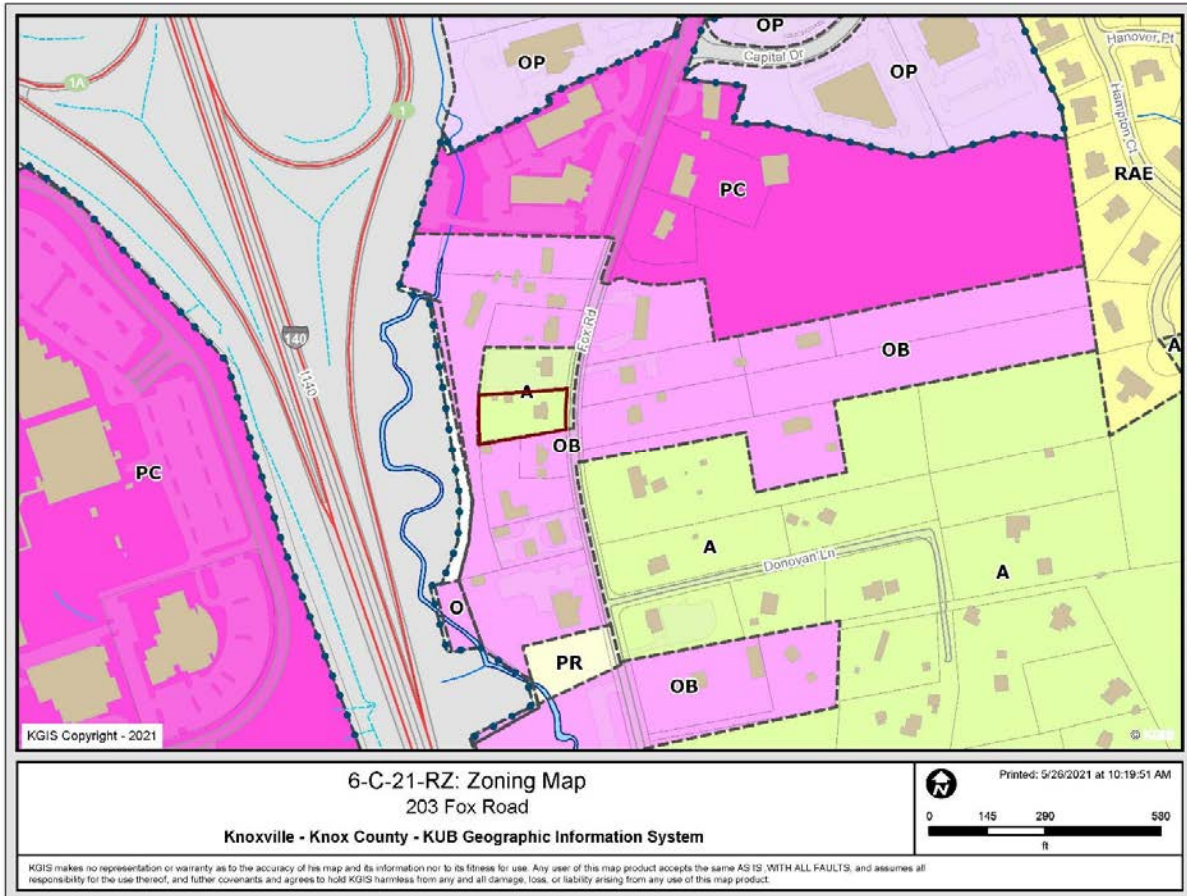 OP
Capital Dr
OP
OP
Hanover Pt
Hampton Ct
1A
1
PC
RAE
140
I140
Fox Rd
A
OB
A
OB
PC
A
Donovan Ln
A
O
PR
OB
KGIS Copyright - 2021
© KGIS
6-C-21-RZ: Zoning Map
203 Fox Road
Knoxville - Knox County - KUB Geographic Information System
N
Printed: 5/26/2021 at 10:19:51 AM
0 145 290 580
ft
KGIS makes no representation or warranty as to the accuracy of his map and its information nor to its fitness for use. Any user of this map product accepts the same AS IS ,WITH ALL FAULTS, and assumes all
responsibility for the use thereof, and futher covenants and agrees to hold KGIS harmless from any and all damage, loss, or liability arising from any use of this map product.